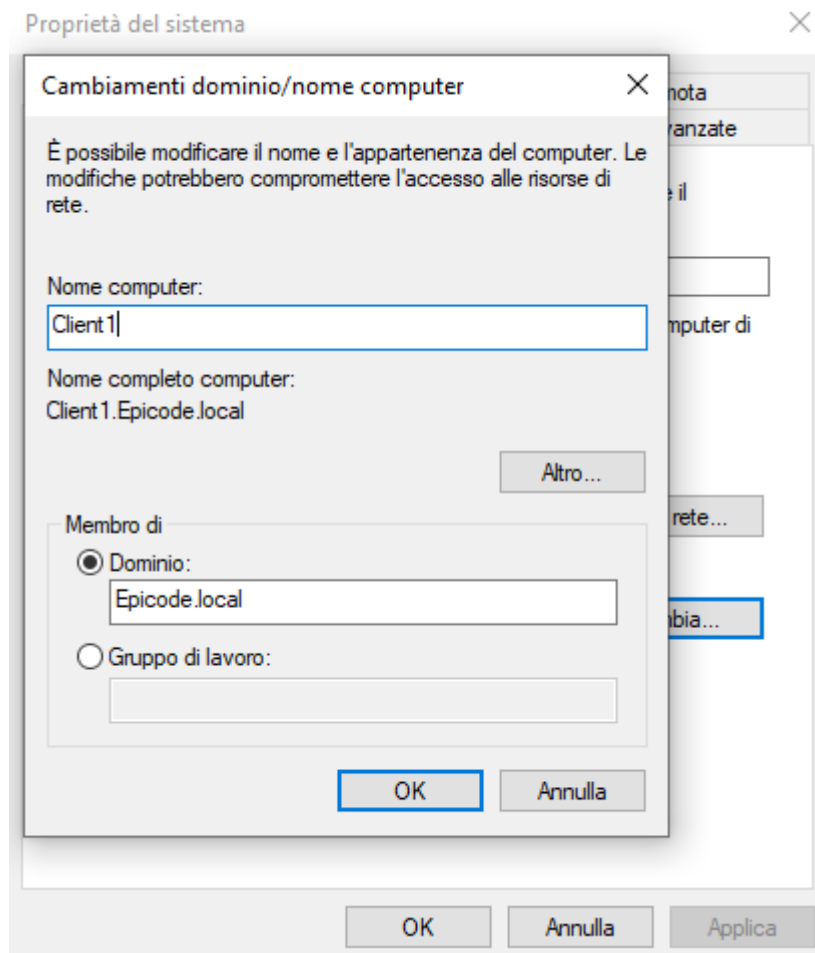 Proprietà del sistema
Cambiamenti dominio/nome computer
mota
vanzate
È possibile modificare il nome e l'appartenenza del computer. Le
modifiche potrebbero compromettere l'accesso alle risorse di
rete.
e il
Nome computer:
Client1
mputer di
Nome completo computer:
Client1.Epicode.local
Altro...
rete...
Membro di
Dominio:
Epicode.local
mbia...
Gruppo di lavoro:
OK Annulla
OK Annulla Applica